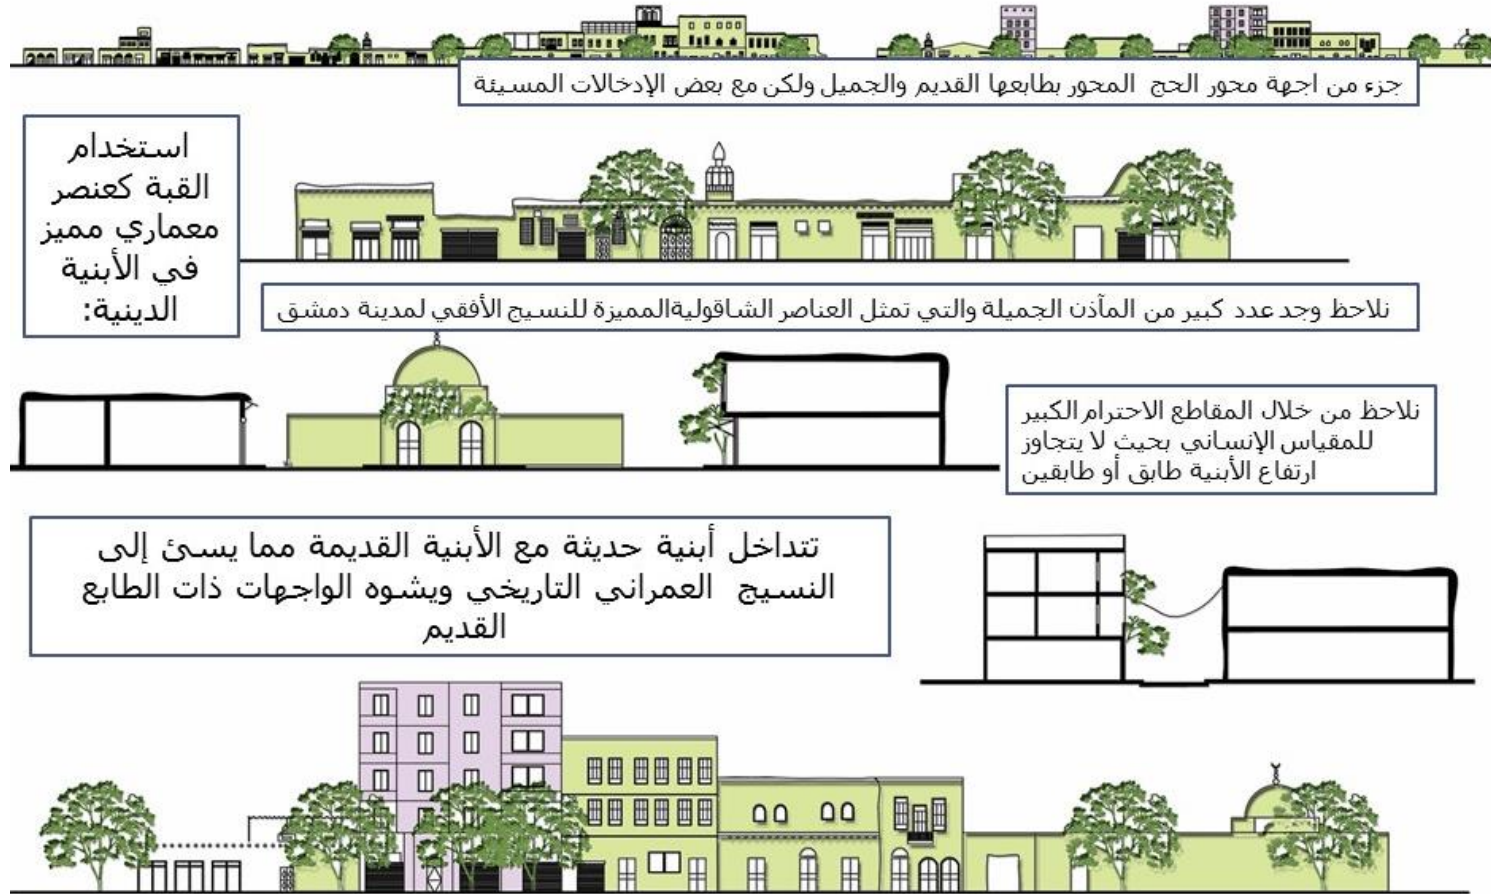 جزء من اجهة محور الحج المحور بطابعها القديم والجميل ولكن مع بعض الإدخالات المسيئة
استخدام
القبة كعنصر
معماري مميز
في الأبنية
الدينية:
نلاحظ وجد عدد كبير من المآذن الجميلة والتي تمثل العناصر الشاقوليةالمميزة للنسيج الأفقي لمدينة دمشق
نلاحظ من خلال المقاطع الاحترام الكبير
للمقياس الإنساني بحيث لا يتجاوز
ارتفاع الأبنية طابق أو طابقين
تتداخل أبنية حديثة مع الأبنية القديمة مما يسئ إلى
النسيج العمراني التاريخي ويشوه الواجهات ذات الطابع
القديم